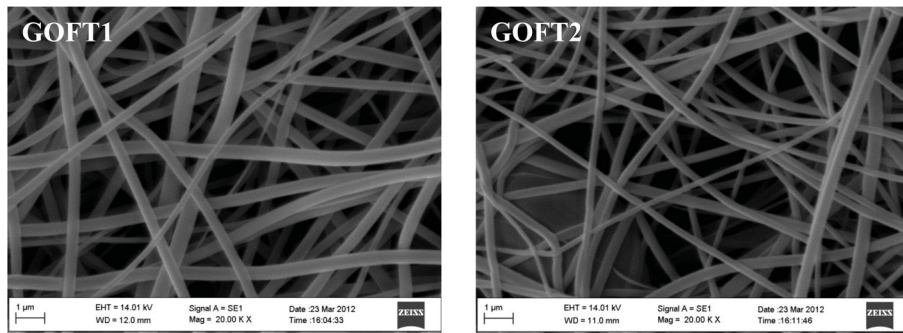 GOFT1
1 µm
EHT = 14.01 kV
Signal A = SE1
Date :23 Mar 2012
WD = 12.0 mm
Mag = 20.00 K X
Time :16:04:33
ZEISS
GOFT2
1 µm
EHT = 14.01 kV
Signal A = SE1
Date :23 Mar 2012
WD = 11.0 mm
Mag = 20.00 K X
Time :16:11:46
ZEISS